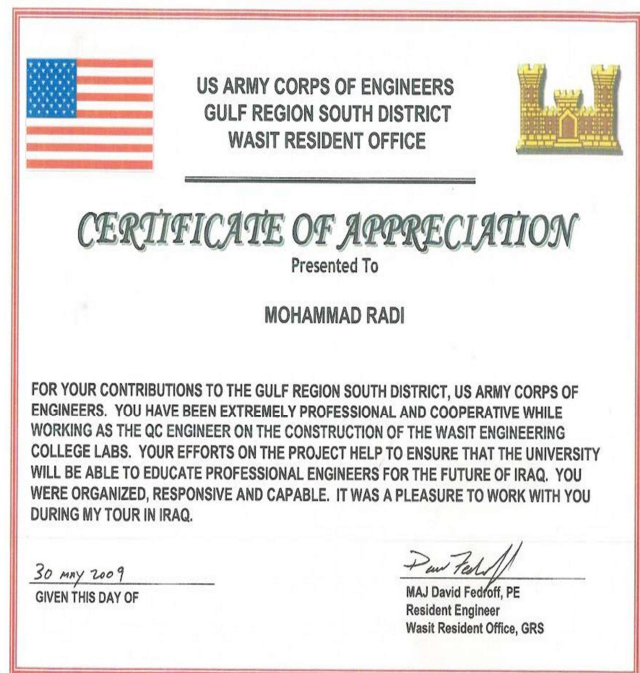 US ARMY CORPS OF ENGINEERS
GULF REGION SOUTH DISTRICT
WASIT RESIDENT OFFICE
CERTIFICATE OF APPRECIATION
Presented To
MOHAMMAD RADI
FOR YOUR CONTRIBUTIONS TO THE GULF REGION SOUTH DISTRICT, US ARMY CORPS OF
ENGINEERS. YOU HAVE BEEN EXTREMELY PROFESSIONAL AND COOPERATIVE WHILE
WORKING AS THE QC ENGINEER ON THE CONSTRUCTION OF THE WASIT ENGINEERING
COLLEGE LABS. YOUR EFFORTS ON THE PROJECT HELP TO ENSURE THAT THE UNIVERSITY
WILL BE ABLE TO EDUCATE PROFESSIONAL ENGINEERS FOR THE FUTURE OF IRAQ. YOU
WERE ORGANIZED, RESPONSIVE AND CAPABLE. IT WAS A PLEASURE TO WORK WITH YOU
DURING MY TOUR IN IRAQ.
30 MAY 2009
GIVEN THIS DAY OF
MAJ David Fedroff, PE
Resident Engineer
Wasit Resident Office, GRS